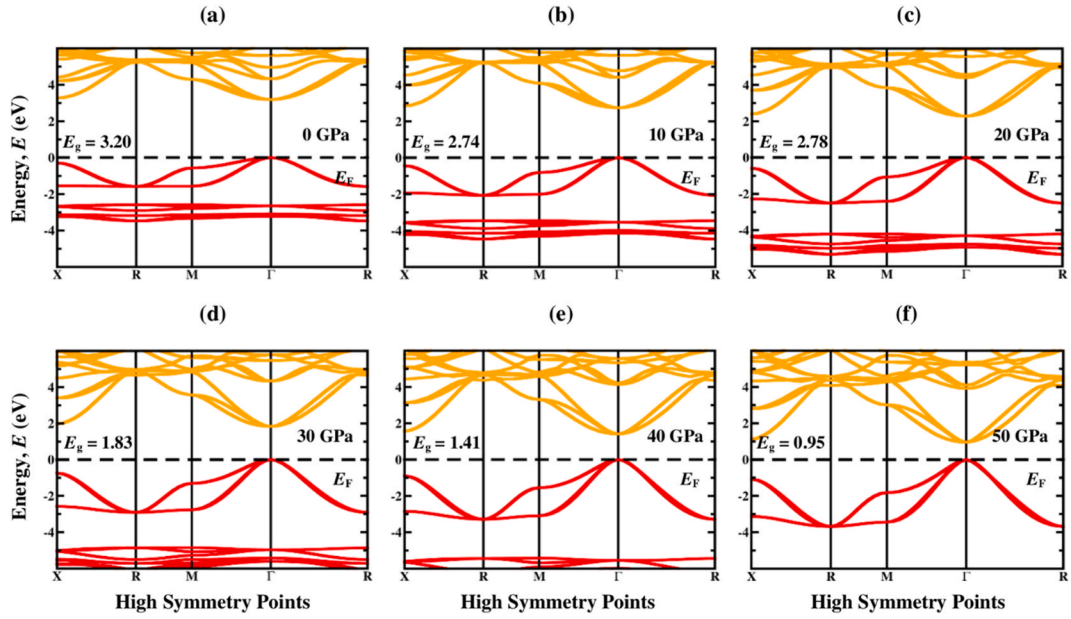 (a) (b) (c)
Energy, E (eV)
4
2
0
-2
-4
E_g = 3.20
0 GPa
E_F
X R M Γ R
4
2
0
-2
-4
E_g = 2.74
10 GPa
E_F
X R M Γ R
4
2
0
-2
-4
E_g = 2.78
20 GPa
E_F
X R M Γ R
(d) (e) (f)
Energy, E (eV)
4
2
0
-2
-4
E_g = 1.83
30 GPa
E_F
X R M Γ R
High Symmetry Points
4
2
0
-2
-4
E_g = 1.41
40 GPa
E_F
X R M Γ R
High Symmetry Points
4
2
0
-2
-4
E_g = 0.95
50 GPa
E_F
X R M Γ R
High Symmetry Points